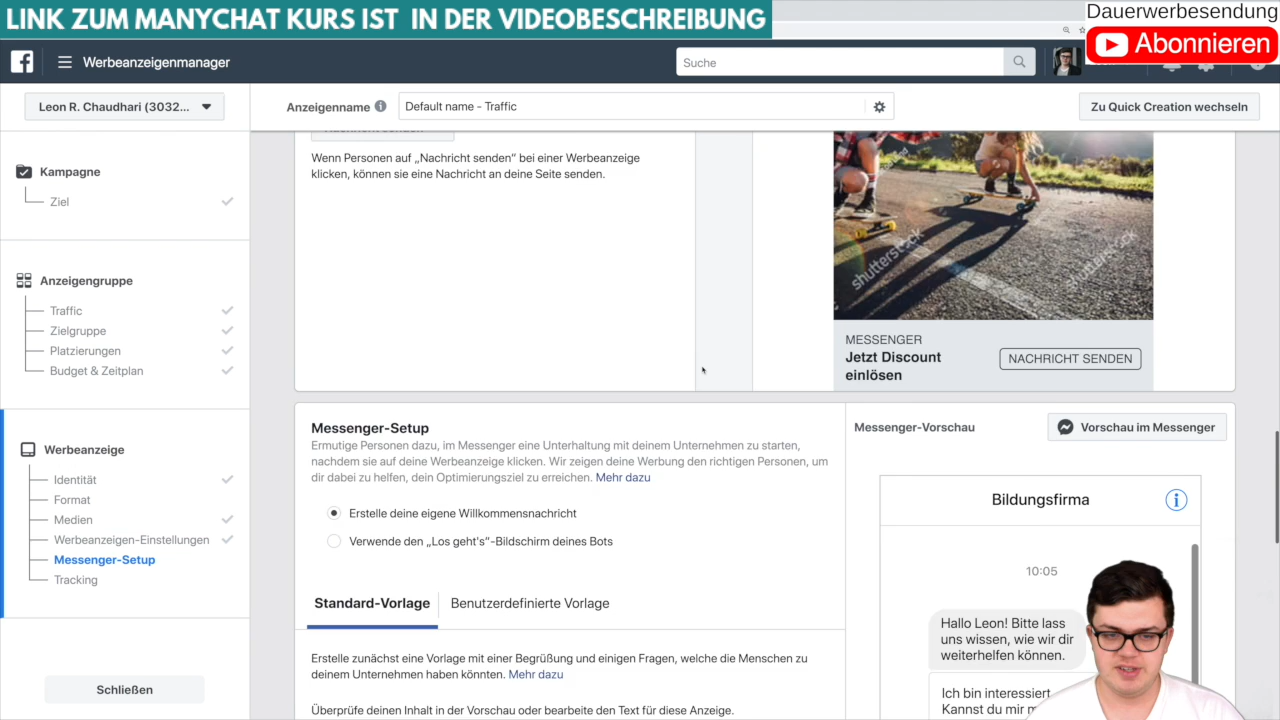 LINK ZUM MANYCHAT KURS IST IN DER VIDEOBESCHREIBUNG
Dauerwerbesendung
Abonnieren
Werbeanzeigenmanager
Suche
Leon R. Chaudhari (3032...
Anzeigenname
Default name - Traffic
Zu Quick Creation wechseln
Kampagne
Ziel
Anzeigengruppe
Traffic
Zielgruppe
Platzierungen
Budget & Zeitplan
Werbeanzeige
Identität
Format
Medien
Werbeanzeigen-Einstellungen
Messenger-Setup
Tracking
Schließen
Wenn Personen auf „Nachricht senden" bei einer Werbeanzeige
klicken, können sie eine Nachricht an deine Seite senden.
shutterstock
shutterstock
MESSENGER
Jetzt Discount
einlösen
NACHRICHT SENDEN
Messenger-Setup
Ermutige Personen dazu, im Messenger eine Unterhaltung mit deinem Unternehmen zu starten,
nachdem sie auf deine Werbeanzeige klicken. Wir zeigen deine Werbung den richtigen Personen, um
dir dabei zu helfen, dein Optimierungsziel zu erreichen. Mehr dazu
Erstelle deine eigene Willkommensnachricht
Verwende den „Los geht's"-Bildschirm deines Bots
Standard-Vorlage
Benutzerdefinierte Vorlage
Erstelle zunächst eine Vorlage mit einer Begrüßung und einigen Fragen, welche die Menschen zu
deinem Unternehmen haben könnten. Mehr dazu
Überprüfe deinen Inhalt in der Vorschau oder bearbeite den Text für diese Anzeige.
Messenger-Vorschau
Vorschau im Messenger
Bildungsfirma
10:05
Hallo Leon! Bitte lass
uns wissen, wie wir dir
weiterhelfen können.
Ich bin interessiert
Kannst du mir m